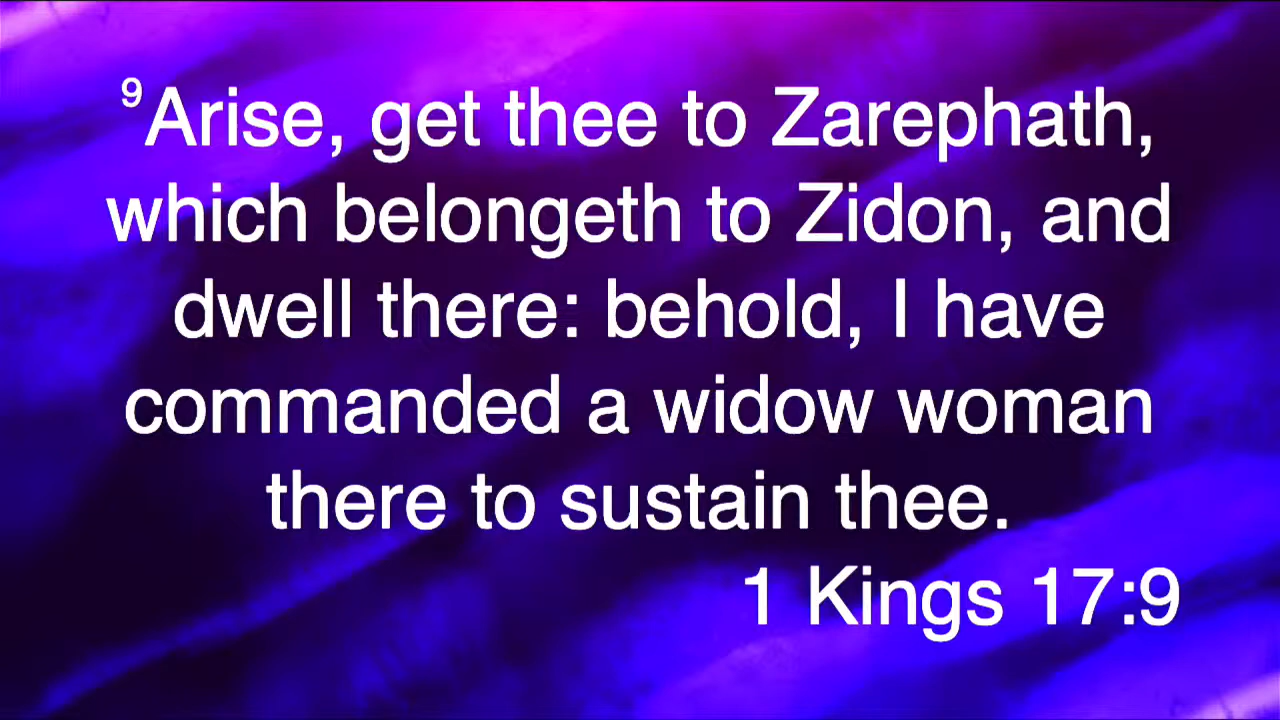 ⁹Arise, get thee to Zarephath,
which belongeth to Zidon, and
dwell there: behold, I have
commanded a widow woman
there to sustain thee.
1 Kings 17:9